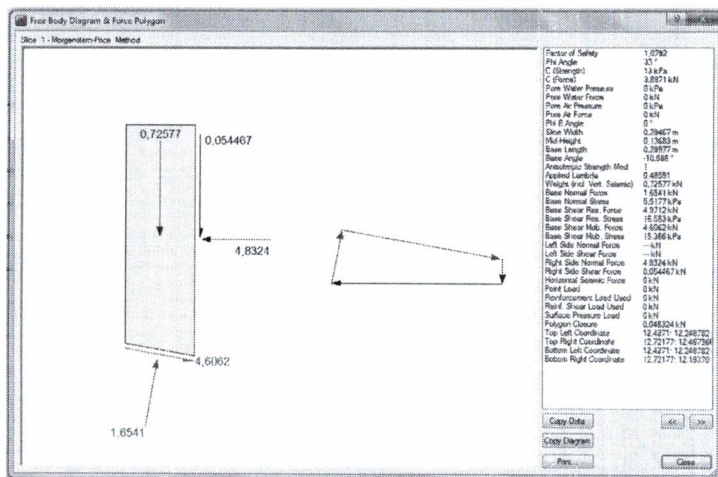 Free Body Diagram & Force Polygon
Slice 1 - Morgenstern-Price Method
0,72577
0,054467
4,8324
4,6062
1,6541
Factor of Safety 1,0792
Phi Angle 33 °
C (Strength) 13 kPa
C (Force) 3,8971 kN
Pore Water Pressure 0 kPa
Pore Water Force 0 kN
Pore Air Pressure 0 kPa
Pore Air Force 0 kN
Phi B Angle 0 °
Slice Width 0,29467 m
Mid-Height 0,13683 m
Base Length 0,29977 m
Base Angle -10,588 °
Anisotropic Strength Mod 1
Applied Lambda 0,48591
Weight (incl. Vert. Seismic) 0,72577 kN
Base Normal Force 1,6541 kN
Base Normal Stress 5,5177 kPa
Base Shear Res. Force 4,9712 kN
Base Shear Res. Stress 16,583 kPa
Base Shear Mob. Force 4,6062 kN
Base Shear Mob. Stress 15,366 kPa
Left Side Normal Force --- kN
Left Side Shear Force --- kN
Right Side Normal Force 4,8324 kN
Right Side Shear Force 0,054467 kN
Horizontal Seismic Force 0 kN
Point Load 0 kN
Reinforcement Load Used 0 kN
Reinf. Shear Load Used 0 kN
Surface Pressure Load 0 kN
Polygon Closure 0,048324 kN
Top Left Coordinate 12,4271; 12,248782
Top Right Coordinate
Bottom Left Coordinate 12,4271; 12,248782
Bottom Right Coordinate
Copy Data
<<
>>
Copy Diagram
Print...
Close